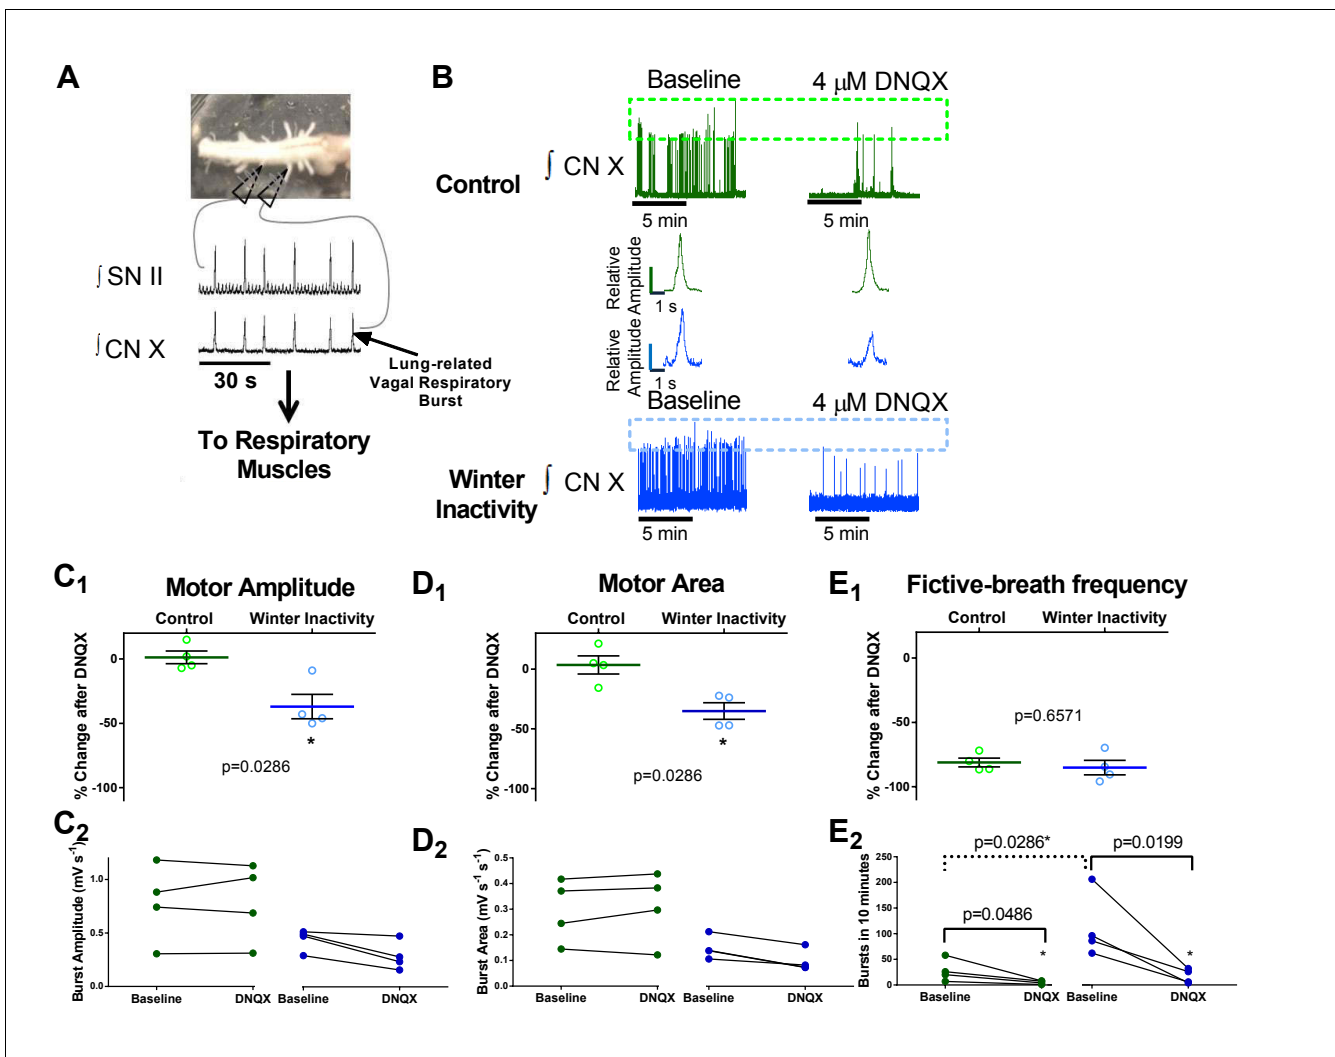 A
∫ SN II
∫ CN X
30 s
Lung-related
Vagal Respiratory
Burst
To Respiratory
Muscles
B
Baseline
4 μM DNQX
Control
∫ CN X
5 min
5 min
Relative
Amplitude
1 s
Relative
Amplitude
1 s
Baseline
4 μM DNQX
Winter
Inactivity
∫ CN X
5 min
5 min
C1
Motor Amplitude
Control
Winter Inactivity
% Change after DNQX
0
-50
-100
*
p=0.0286
D1
Motor Area
Control
Winter Inactivity
% Change after DNQX
0
-50
-100
*
p=0.0286
E1
Fictive-breath frequency
Control
Winter Inactivity
% Change after DNQX
0
-50
-100
p=0.6571
C2
Burst Amplitude (mV s-1)
1.0
0.5
0.0
Baseline
DNQX
Baseline
DNQX
D2
Burst Area (mV s-1 s-1)
0.5
0.4
0.3
0.2
0.1
0.0
Baseline
DNQX
Baseline
DNQX
E2
p=0.0286*
p=0.0199
p=0.0486
Bursts in 10 minutes
250
200
150
100
50
0
*
*
Baseline
DNQX
Baseline
DNQX